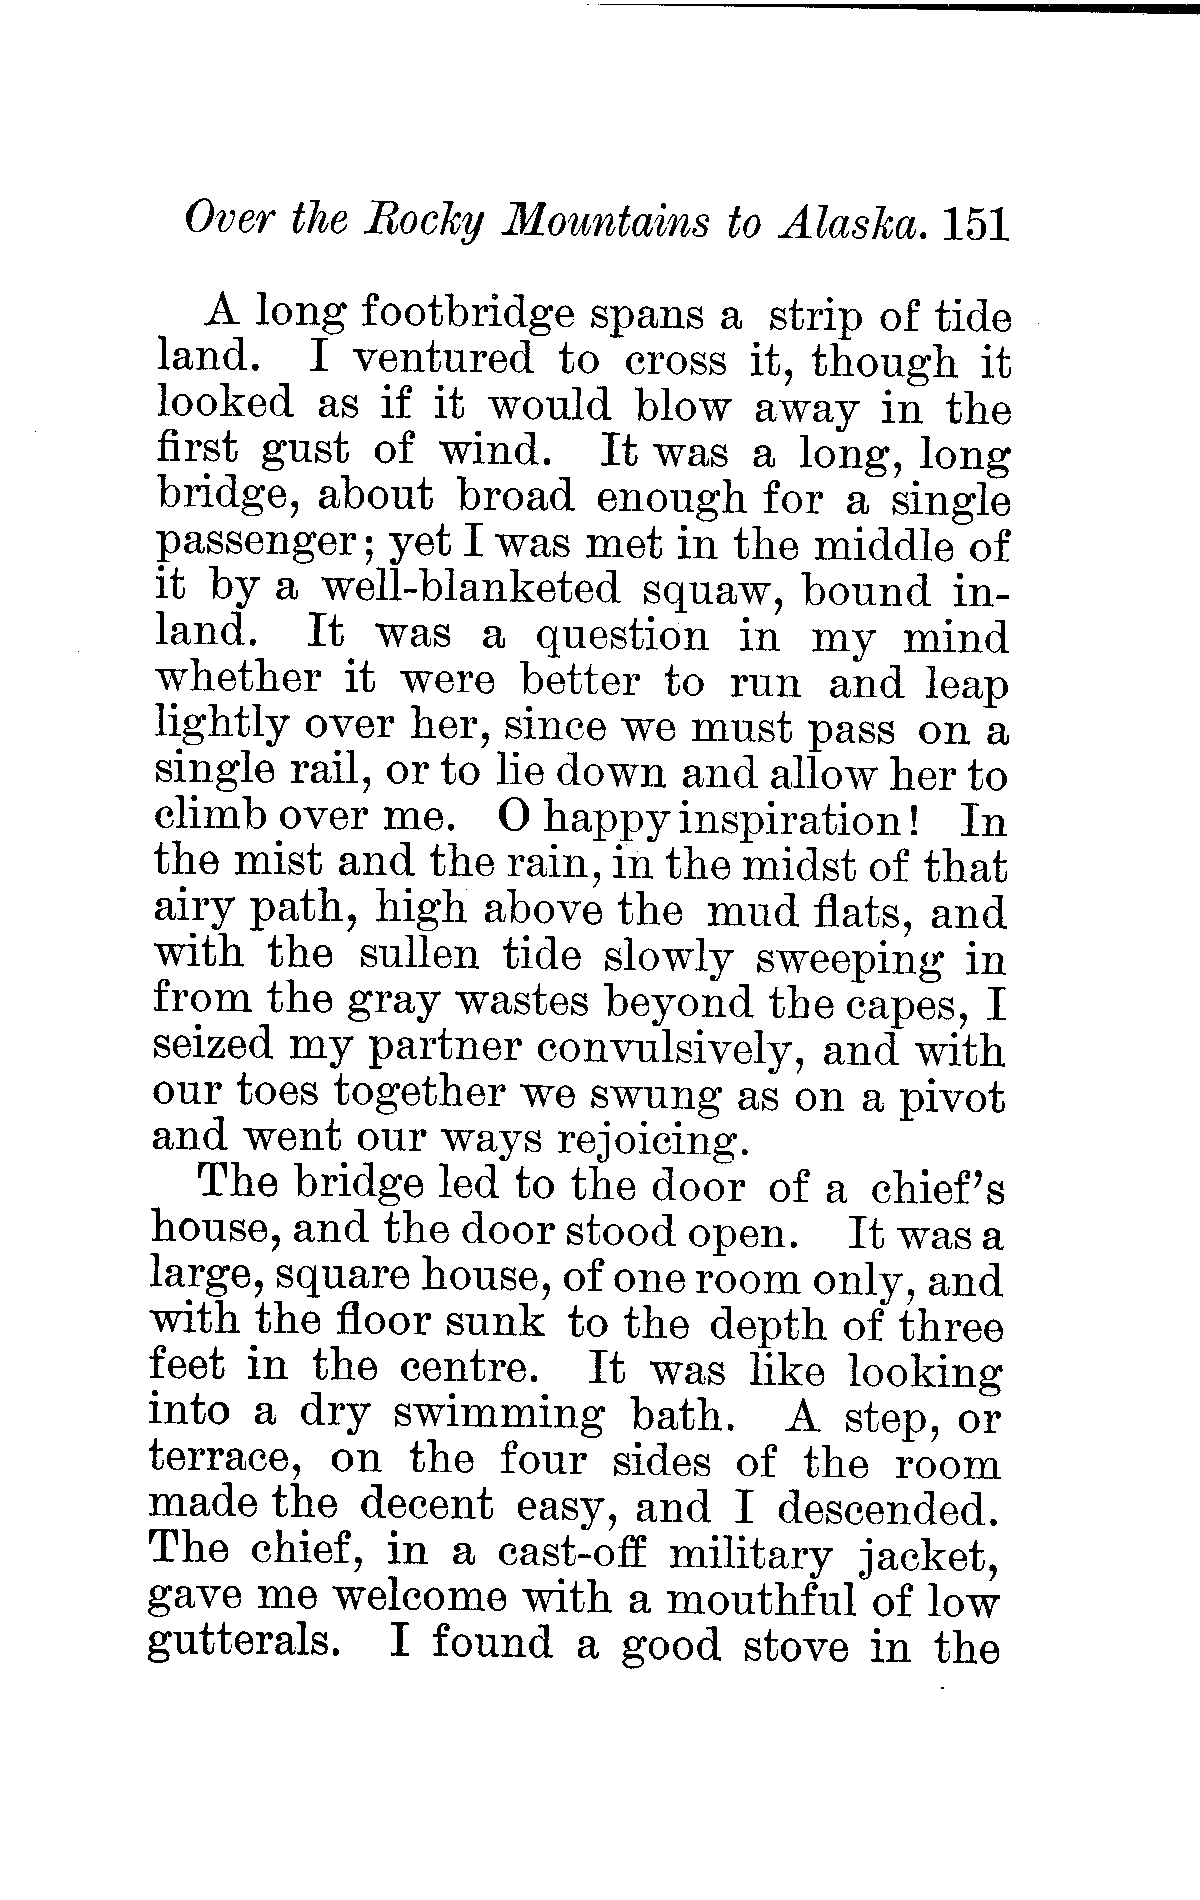 Over the Rocky Mountains to Alaska. 151
A long footbridge spans a strip of tide
land. I ventured to cross it, though it
looked as if it would blow away in the
first gust of wind. It was a long, long
bridge, about broad enough for a single
passenger; yet I was met in the middle of
it by a well-blanketed squaw, bound in-
land. It was a question in my mind
whether it were better to run and leap
lightly over her, since we must pass on a
single rail, or to lie down and allow her to
climb over me. O happy inspiration! In
the mist and the rain, in the midst of that
airy path, high above the mud flats, and
with the sullen tide slowly sweeping in
from the gray wastes beyond the capes, I
seized my partner convulsively, and with
our toes together we swung as on a pivot
and went our ways rejoicing.
The bridge led to the door of a chief's
house, and the door stood open. It was a
large, square house, of one room only, and
with the floor sunk to the depth of three
feet in the centre. It was like looking
into a dry swimming bath. A step, or
terrace, on the four sides of the room
made the decent easy, and I descended.
The chief, in a cast-off military jacket,
gave me welcome with a mouthful of low
gutterals. I found a good stove in the